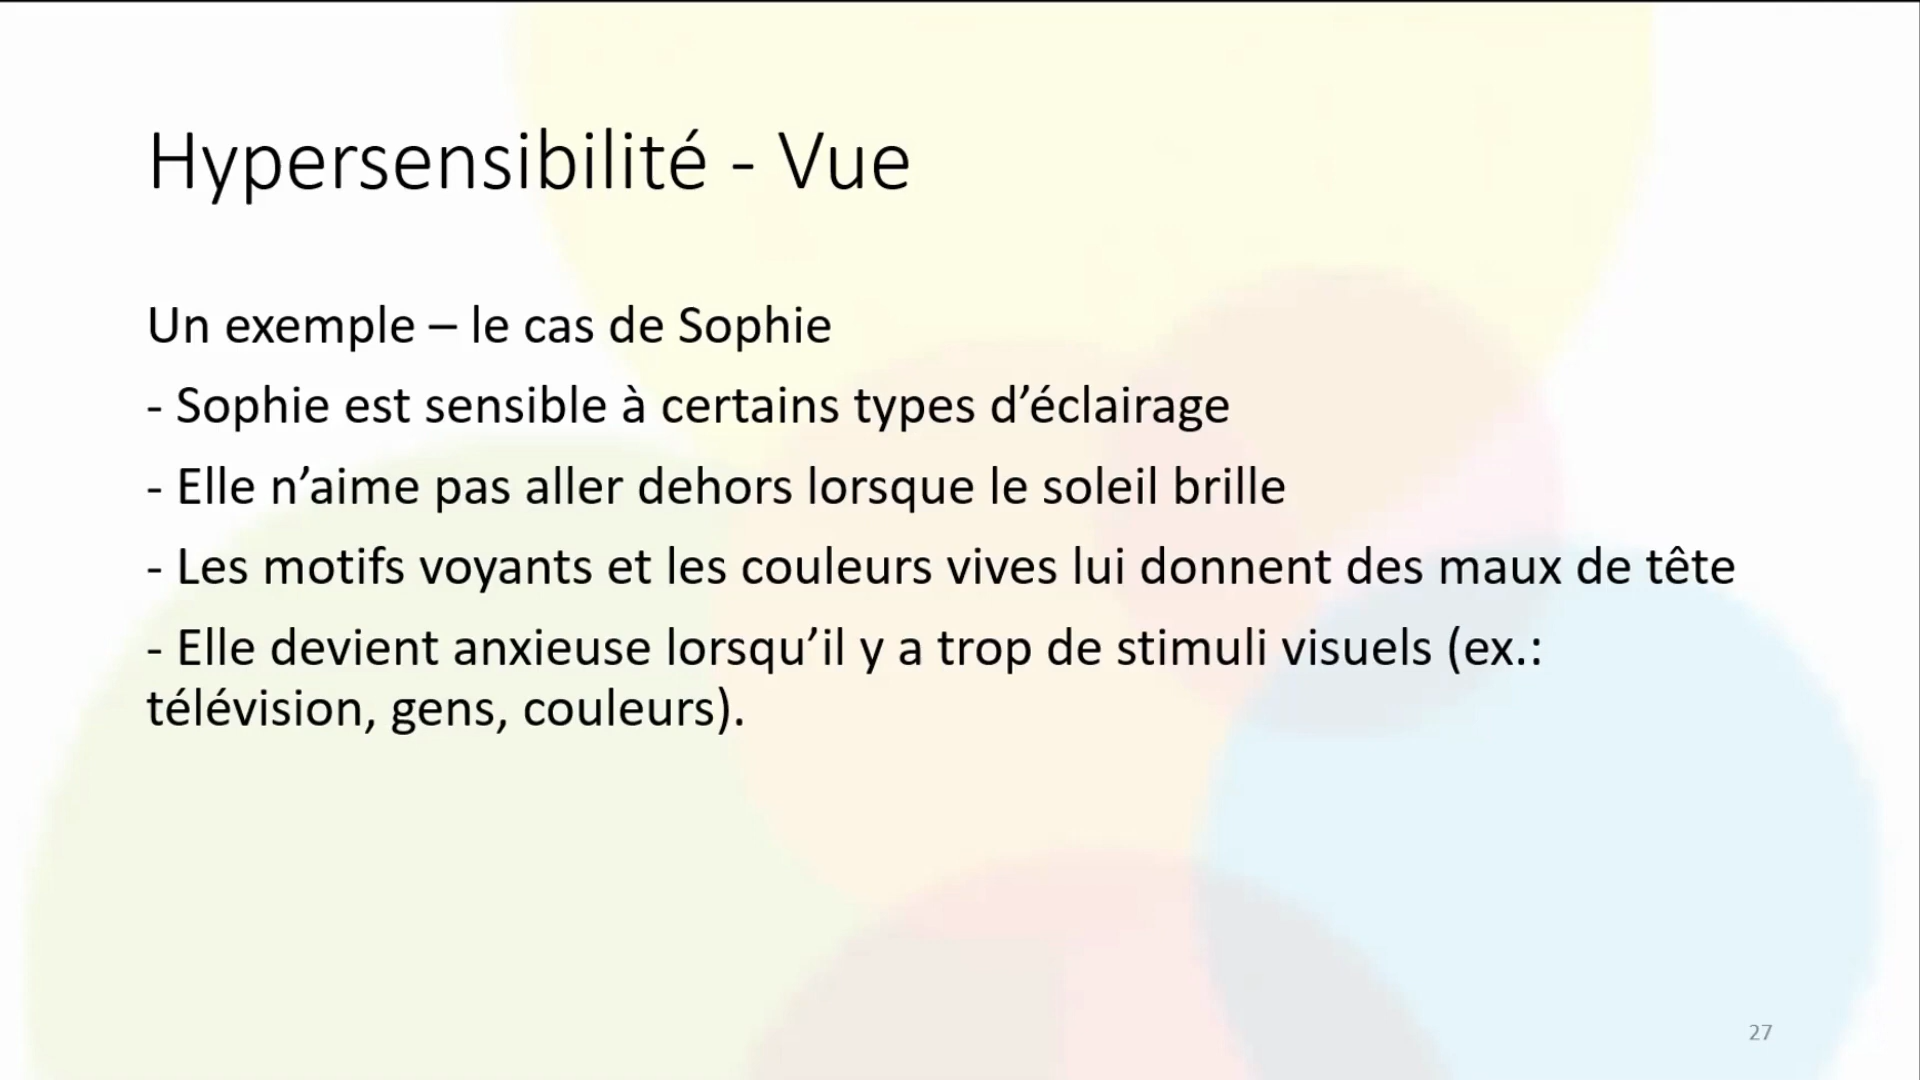 Hypersensibilité - Vue
Un exemple – le cas de Sophie
- Sophie est sensible à certains types d’éclairage
- Elle n’aime pas aller dehors lorsque le soleil brille
- Les motifs voyants et les couleurs vives lui donnent des maux de tête
- Elle devient anxieuse lorsqu’il y a trop de stimuli visuels (ex.:
télévision, gens, couleurs).
27